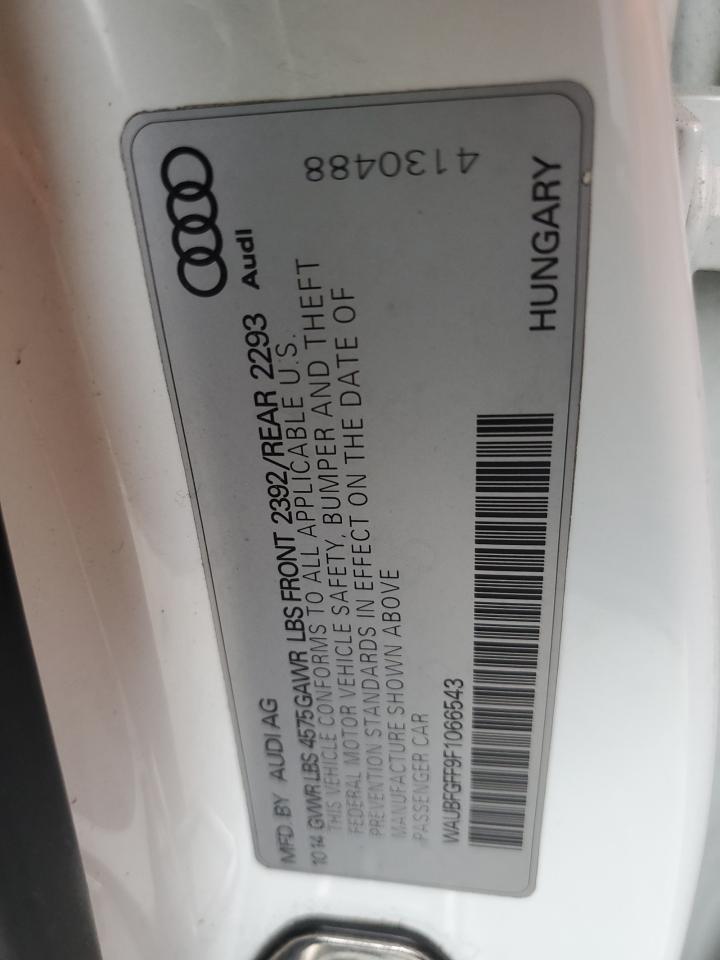 MFD BY AUDI AG
10 14 GVWR LBS 4575 GAWR LBS FRONT 2392/REAR 2293
Audi
THIS VEHICLE CONFORMS TO ALL APPLICABLE U.S.
FEDERAL MOTOR VEHICLE SAFETY, BUMPER AND THEFT
PREVENTION STANDARDS IN EFFECT ON THE DATE OF
MANUFACTURE SHOWN ABOVE
PASSENGER CAR
4130488
WAUBFGFF9F1066543
HUNGARY